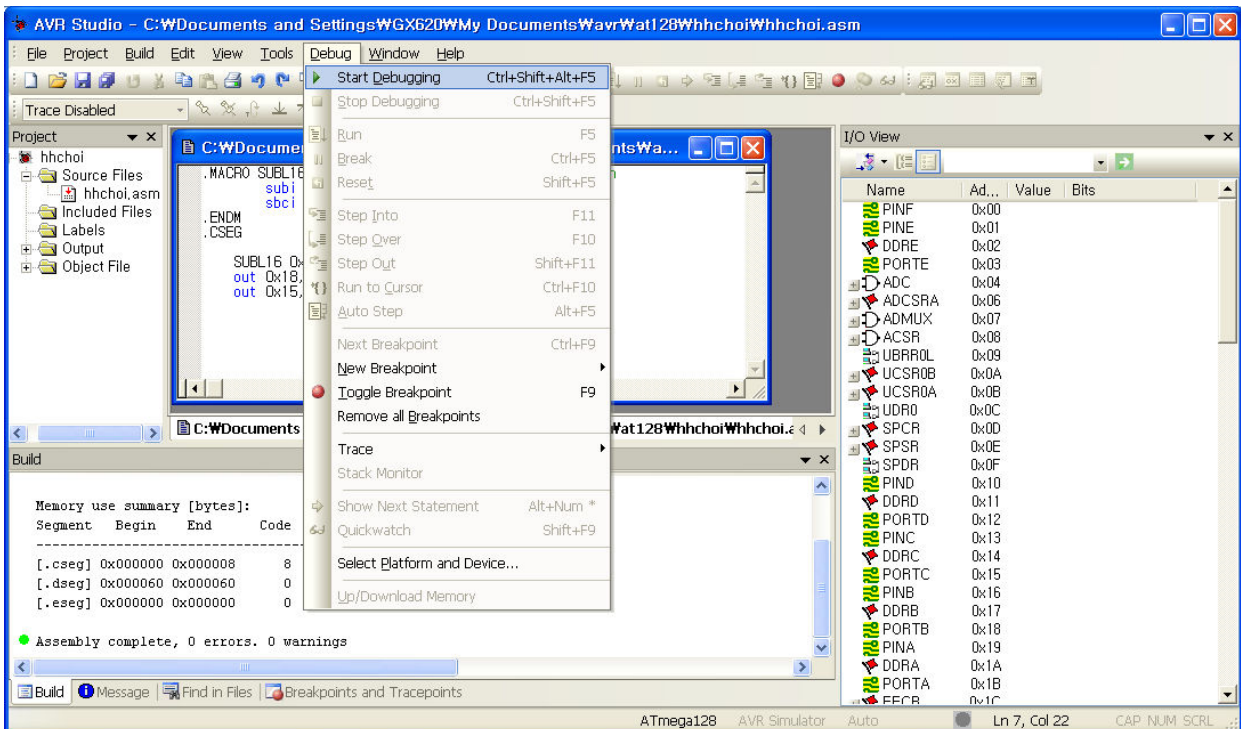 AVR Studio - C:₩Documents and Settings₩GX620₩My Documents₩avr₩at128₩hhchoi₩hhchoi.asm
File Project Build Edit View Tools Debug Window Help
Trace Disabled
Project
hhchoi
Source Files
hhchoi.asm
Included Files
Labels
Output
Object File
C:₩Docume
nts₩a...
.MACRO SUBL16
subi
sbci
.ENDM
.CSEG
SUBL16 0x
out 0x18,
out 0x15,
C:₩Documents
₩at128₩hhchoi₩hhchoi.a
Start Debugging Ctrl+Shift+Alt+F5
Stop Debugging Ctrl+Shift+F5
Run F5
Break Ctrl+F5
Reset Shift+F5
Step Into F11
Step Over F10
Step Out Shift+F11
Run to Cursor Ctrl+F10
Auto Step Alt+F5
Next Breakpoint Ctrl+F9
New Breakpoint
Toggle Breakpoint F9
Remove all Breakpoints
Trace
Stack Monitor
Show Next Statement Alt+Num *
Quickwatch Shift+F9
Select Platform and Device...
Up/Download Memory
Build
Memory use summary [bytes]:
Segment Begin End Code
[.cseg] 0x000000 0x000008 8
[.dseg] 0x000060 0x000060 0
[.eseg] 0x000000 0x000000 0
Assembly complete, 0 errors. 0 warnings
Build Message Find in Files Breakpoints and Tracepoints
I/O View
Name Ad... Value Bits
PINF 0x00
PINE 0x01
DDRE 0x02
PORTE 0x03
ADC 0x04
ADCSRA 0x06
ADMUX 0x07
ACSR 0x08
UBRR0L 0x09
UCSR0B 0x0A
UCSR0A 0x0B
UDR0 0x0C
SPCR 0x0D
SPSR 0x0E
SPDR 0x0F
PIND 0x10
DDRD 0x11
PORTD 0x12
PINC 0x13
DDRC 0x14
PORTC 0x15
PINB 0x16
DDRB 0x17
PORTB 0x18
PINA 0x19
DDRA 0x1A
PORTA 0x1B
EECR 0x1C
ATmega128 AVR Simulator Auto Ln 7, Col 22 CAP NUM SCRL